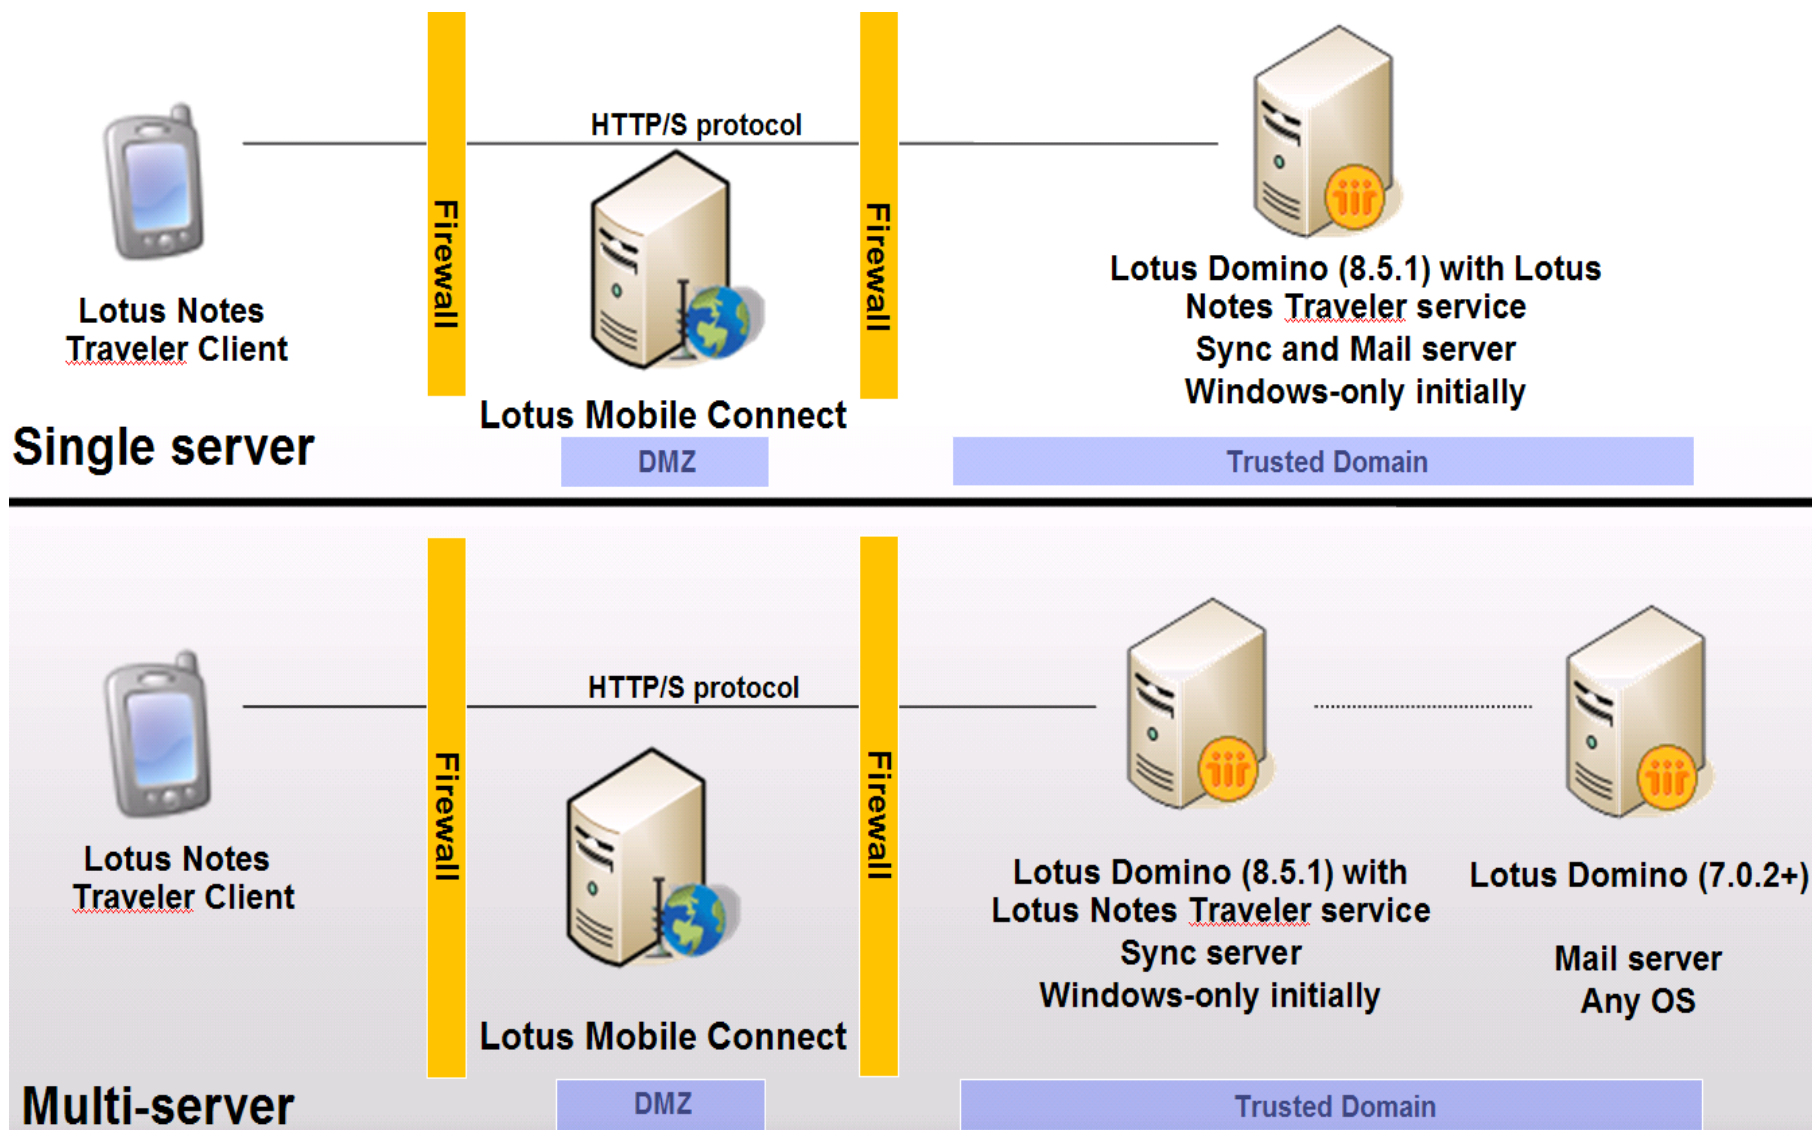 HTTP/S protocol
Firewall
Firewall
Lotus Notes
Traveler Client
Lotus Mobile Connect
Lotus Domino (8.5.1) with Lotus
Notes Traveler service
Sync and Mail server
Windows-only initially
Single server
DMZ
Trusted Domain
HTTP/S protocol
Firewall
Firewall
Lotus Notes
Traveler Client
Lotus Mobile Connect
Lotus Domino (8.5.1) with
Lotus Notes Traveler service
Sync server
Windows-only initially
Lotus Domino (7.0.2+)
Mail server
Any OS
Multi-server
DMZ
Trusted Domain